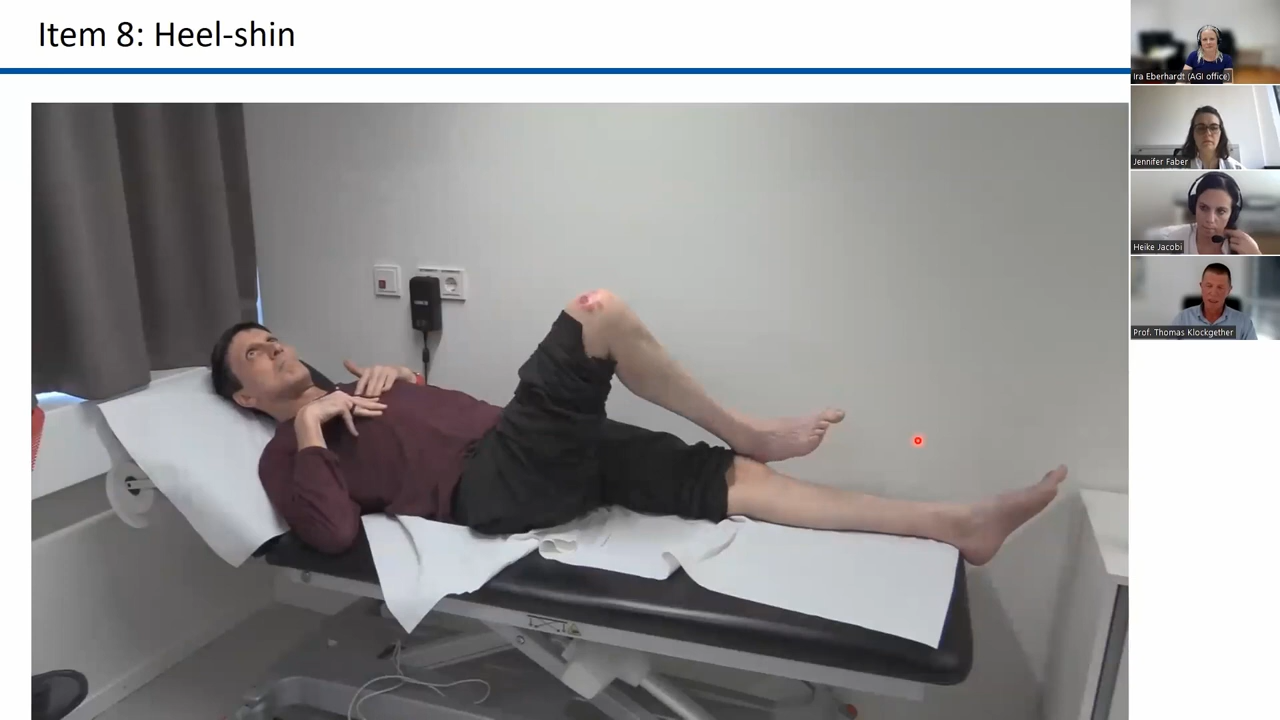 Item 8: Heel-shin
Ira Eberhardt (AGI office)
Jennifer Faber
Heike Jacobi
Prof. Thomas Klockgether